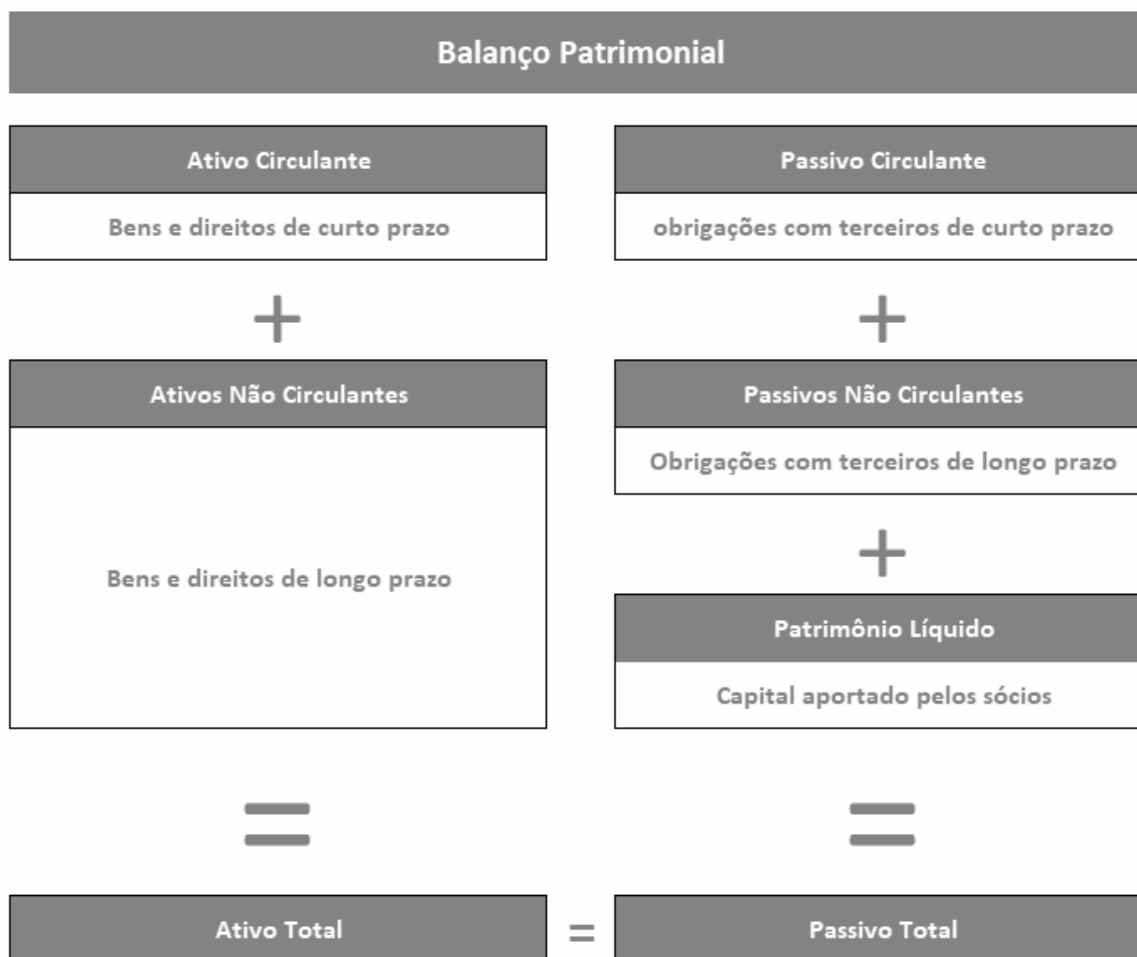 Balanço Patrimonial
Ativo Circulante
Bens e direitos de curto prazo
+
Ativos Não Circulantes
Bens e direitos de longo prazo
=
Ativo Total
=
Passivo Circulante
obrigações com terceiros de curto prazo
+
Passivos Não Circulantes
Obrigações com terceiros de longo prazo
+
Patrimônio Líquido
Capital aportado pelos sócios
=
Passivo Total